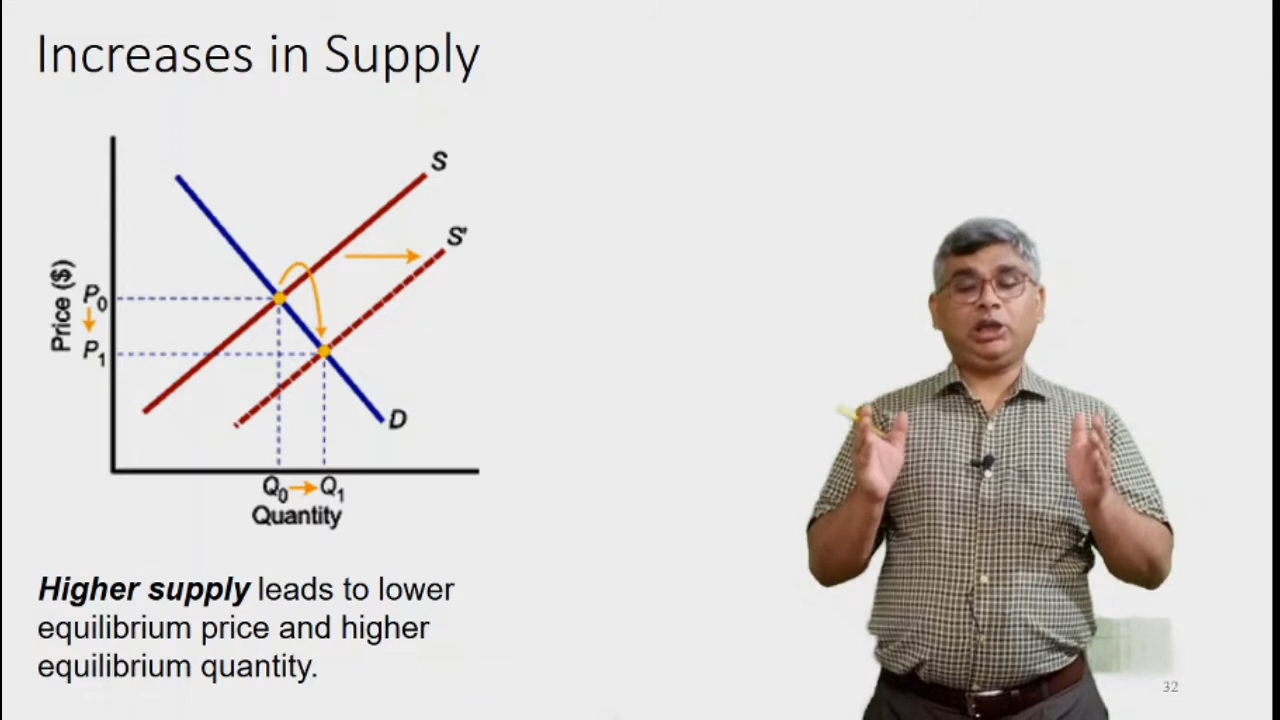 Increases in Supply
S
S'
Price ($)
P0
P1
D
Q0 Q1
Quantity
Higher supply leads to lower
equilibrium price and higher
equilibrium quantity.
32